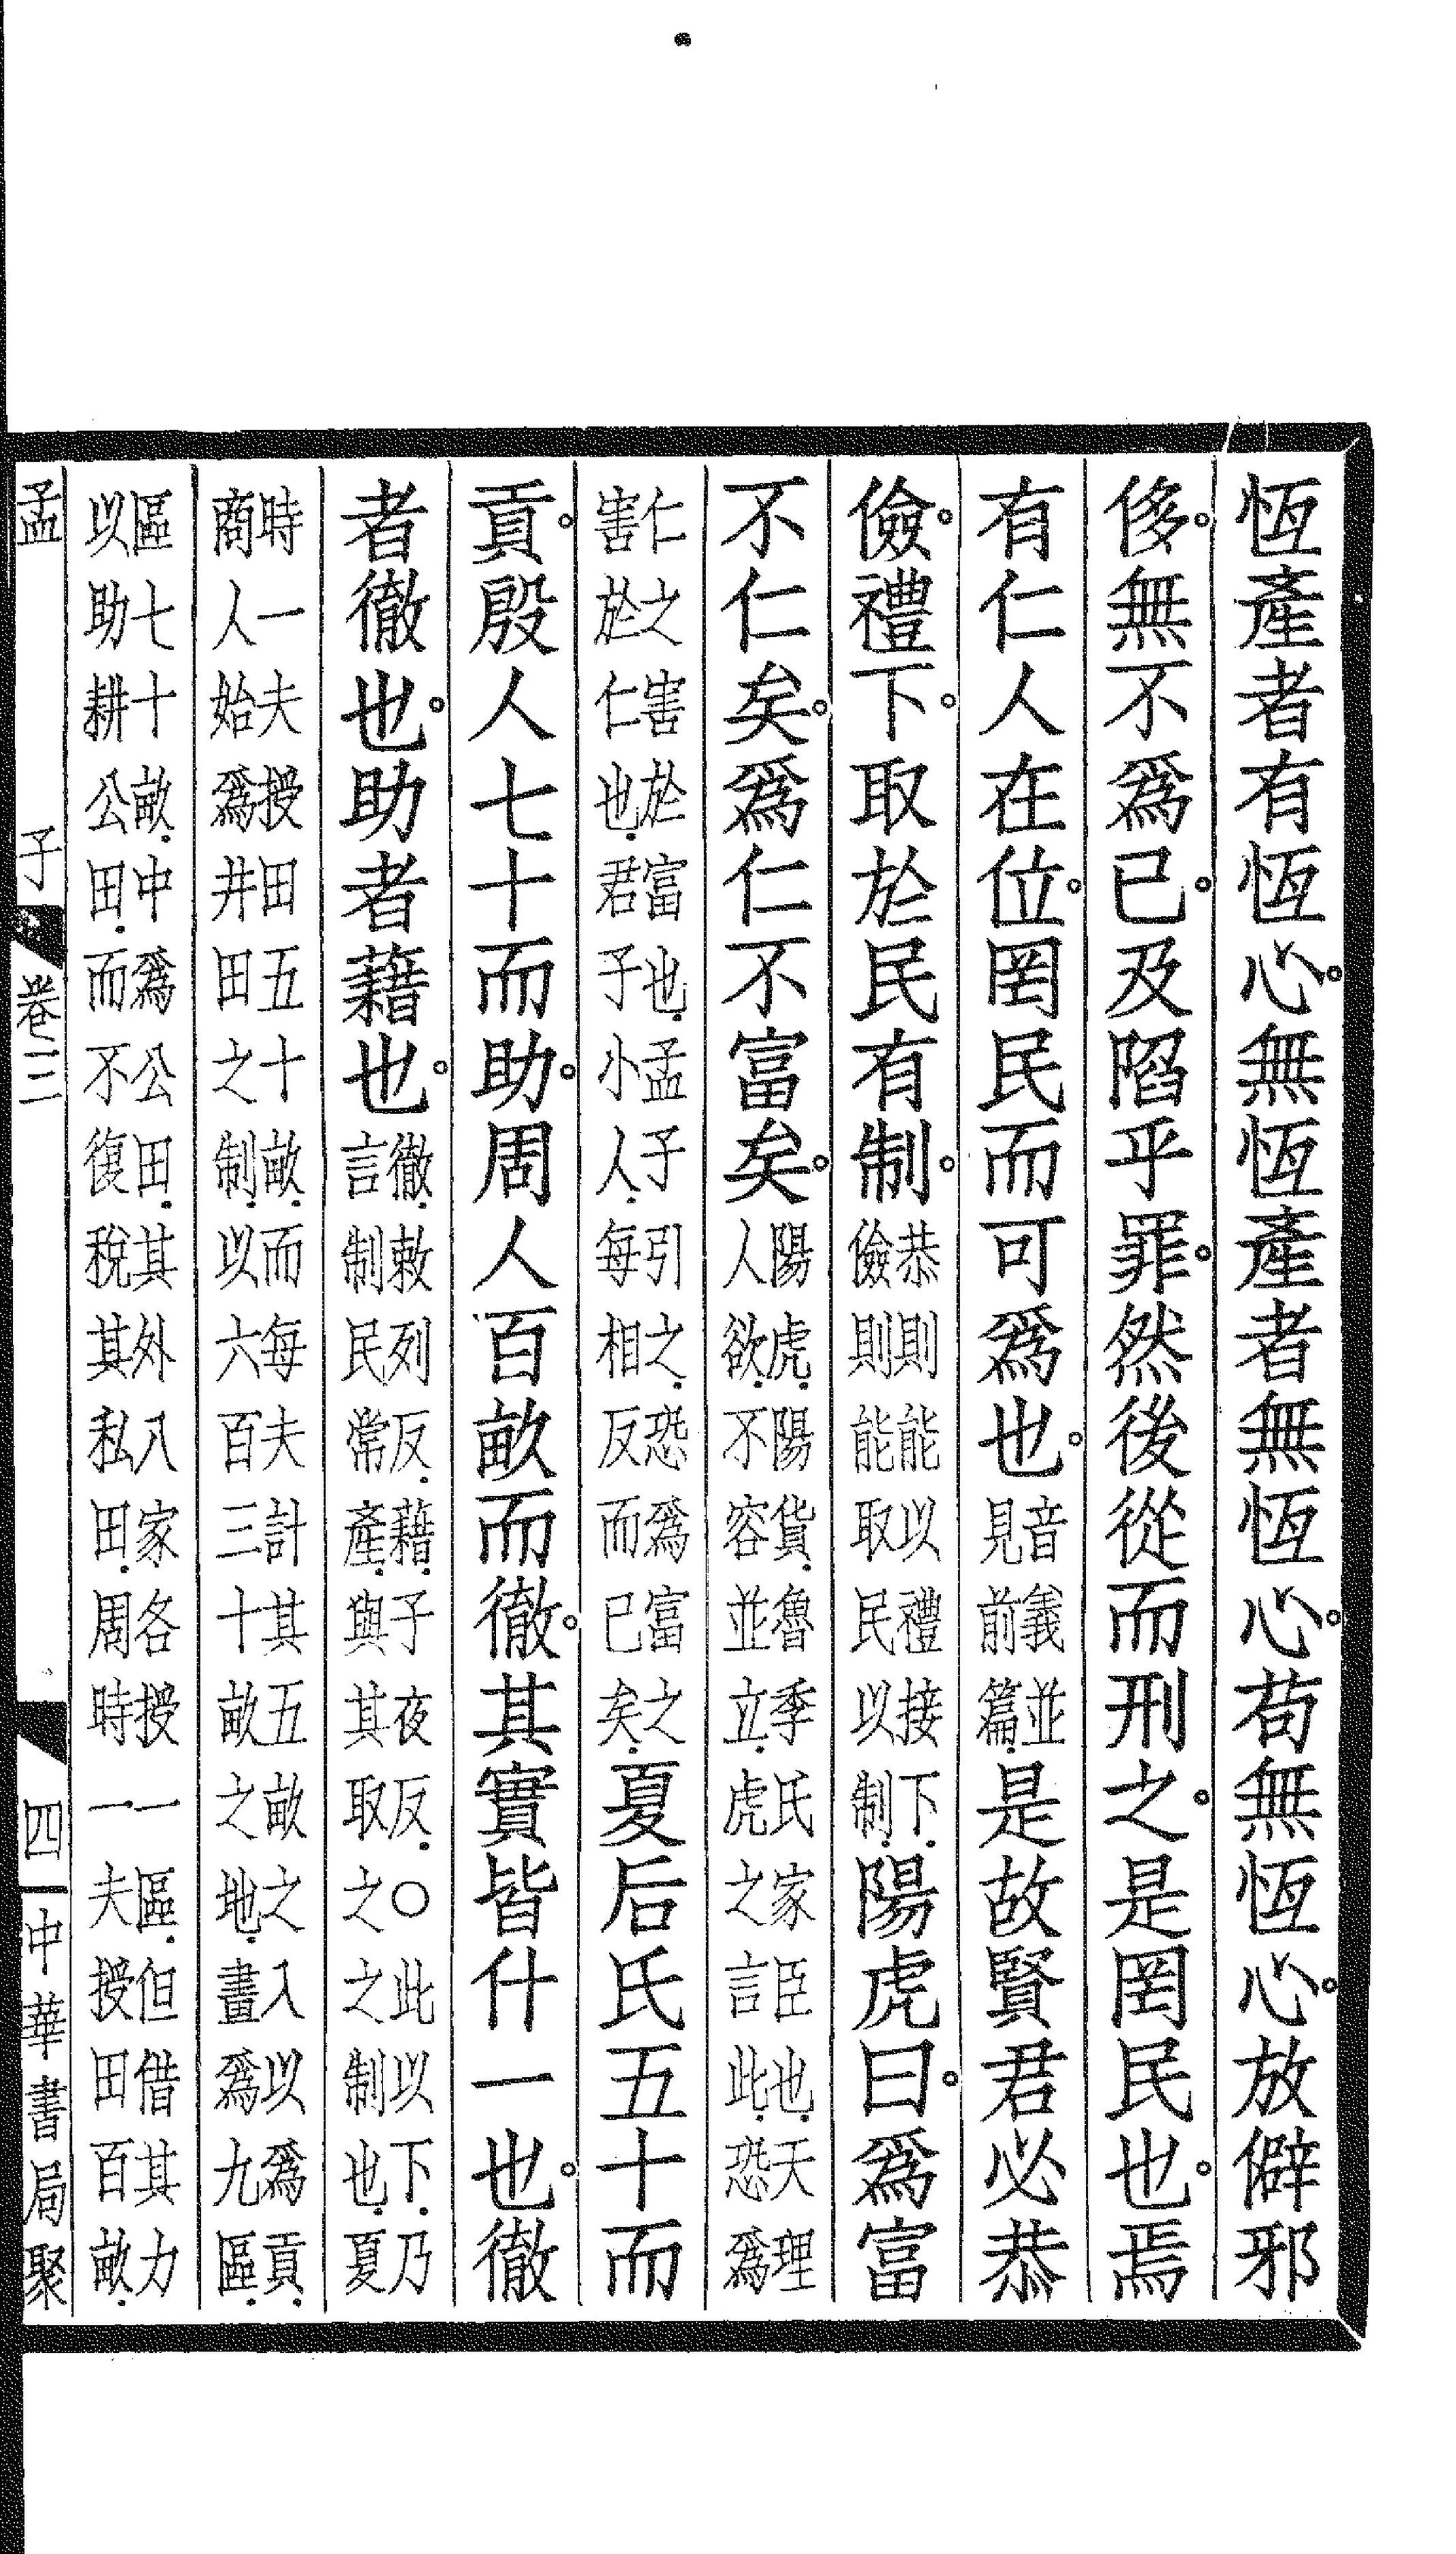 恆產者有恆心。無恆產者無恆心。苟無恆心。放僻邪
侈。無不爲已。及陷乎罪。然後從而刑之。是罔民也。焉
有仁人在位。罔民而可爲也。音義並見前篇.是故賢君必恭
儉。禮下。取於民有制。恭則能以禮接下.儉則能取民以制.陽虎曰。爲富
不仁矣。爲仁不富矣。陽虎.陽貨.魯季氏家臣也.天理人欲.不容並立.虎之言此.恐爲
仁之害於富也.孟子引之.恐爲富之害於仁也.君子小人.每相反而已矣.夏后氏五十而
貢。殷人七十而助。周人百畝而徹。其實皆什一也。徹
者徹也。助者藉也。徹.敕列反.藉.子夜反.○此以下.乃言制民常產.與其取之之制也.夏
時一夫授田五十畝.而每夫計其五畝之入以爲貢.商人始爲井田之制.以六百三十畝之地.畫爲九區.
區七十畝.中爲公田.其外八家各授一區.但借其力以助耕公田.而不復稅其私田.周時一夫授田百畝.
孟子 卷三 四 中華書局聚